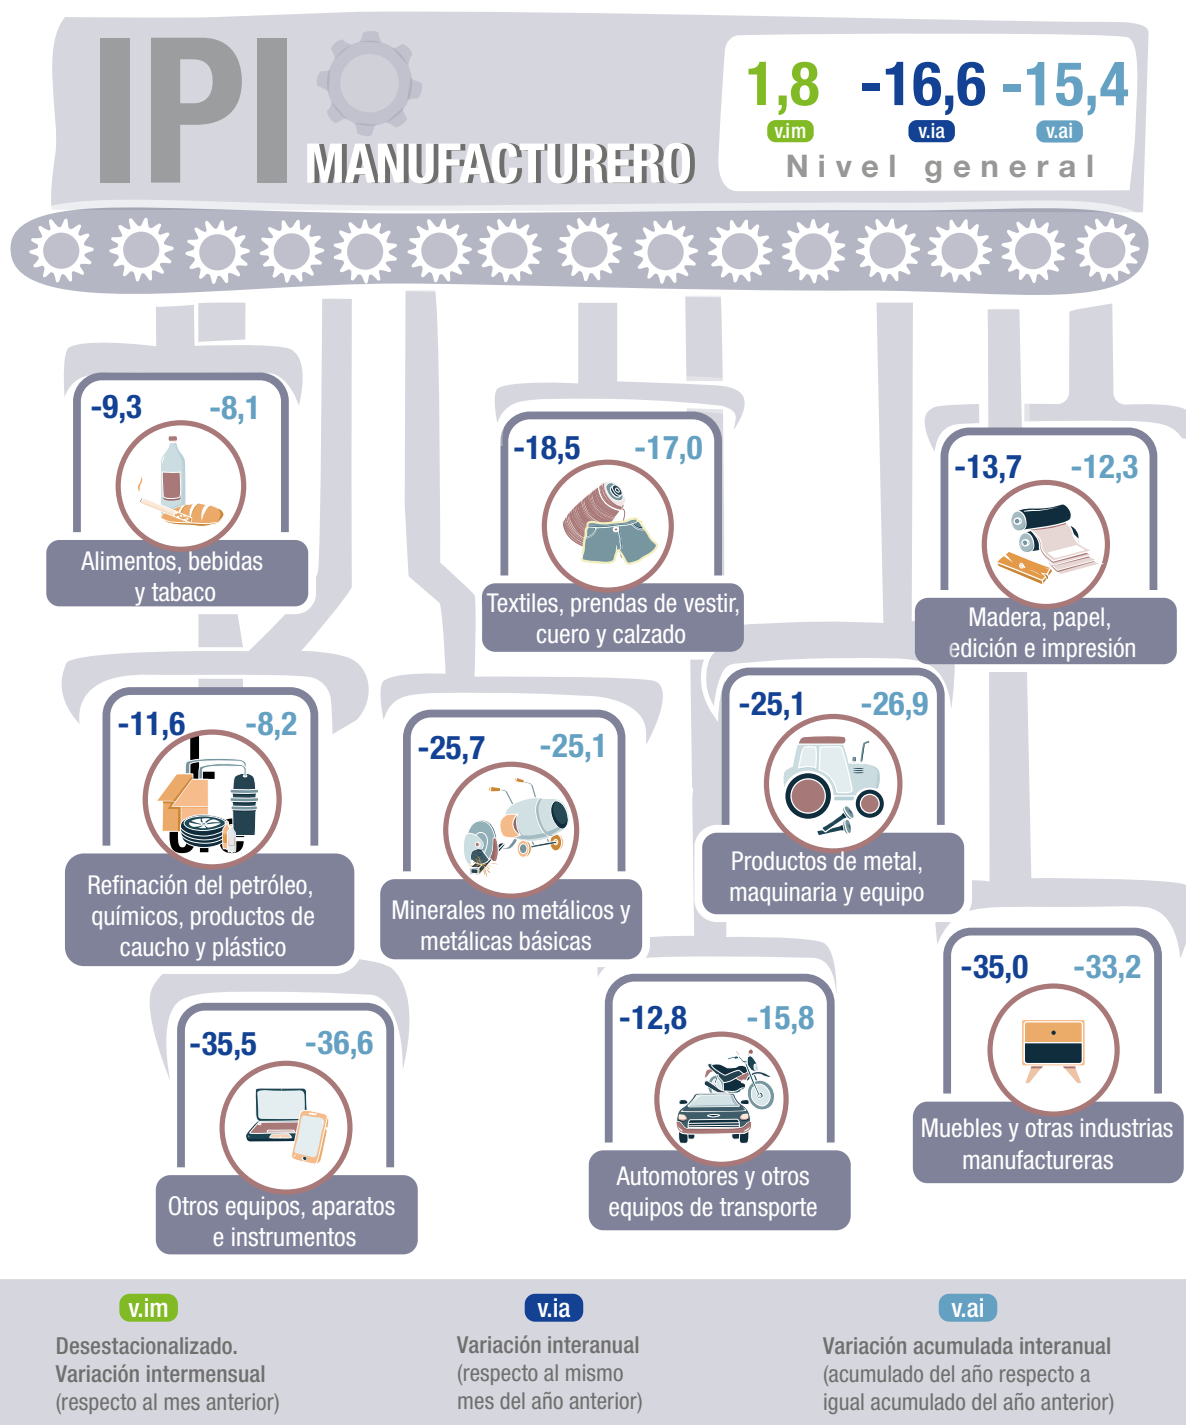 IPI
MANUFACTURERO
1,8 -16,6 -15,4
v.im v.ia v.ai
Nivel general
-9,3 -8,1
Alimentos, bebidas
y tabaco
-18,5 -17,0
Textiles, prendas de vestir,
cuero y calzado
-13,7 -12,3
Madera, papel,
edición e impresión
-11,6 -8,2
Refinación del petróleo,
químicos, productos de
caucho y plástico
-25,7 -25,1
Minerales no metálicos y
metálicas básicas
-25,1 -26,9
Productos de metal,
maquinaria y equipo
-35,5 -36,6
Otros equipos, aparatos
e instrumentos
-12,8 -15,8
Automotores y otros
equipos de transporte
-35,0 -33,2
Muebles y otras industrias
manufactureras
v.im
Desestacionalizado.
Variación intermensual
(respecto al mes anterior)
v.ia
Variación interanual
(respecto al mismo
mes del año anterior)
v.ai
Variación acumulada interanual
(acumulado del año respecto a
igual acumulado del año anterior)